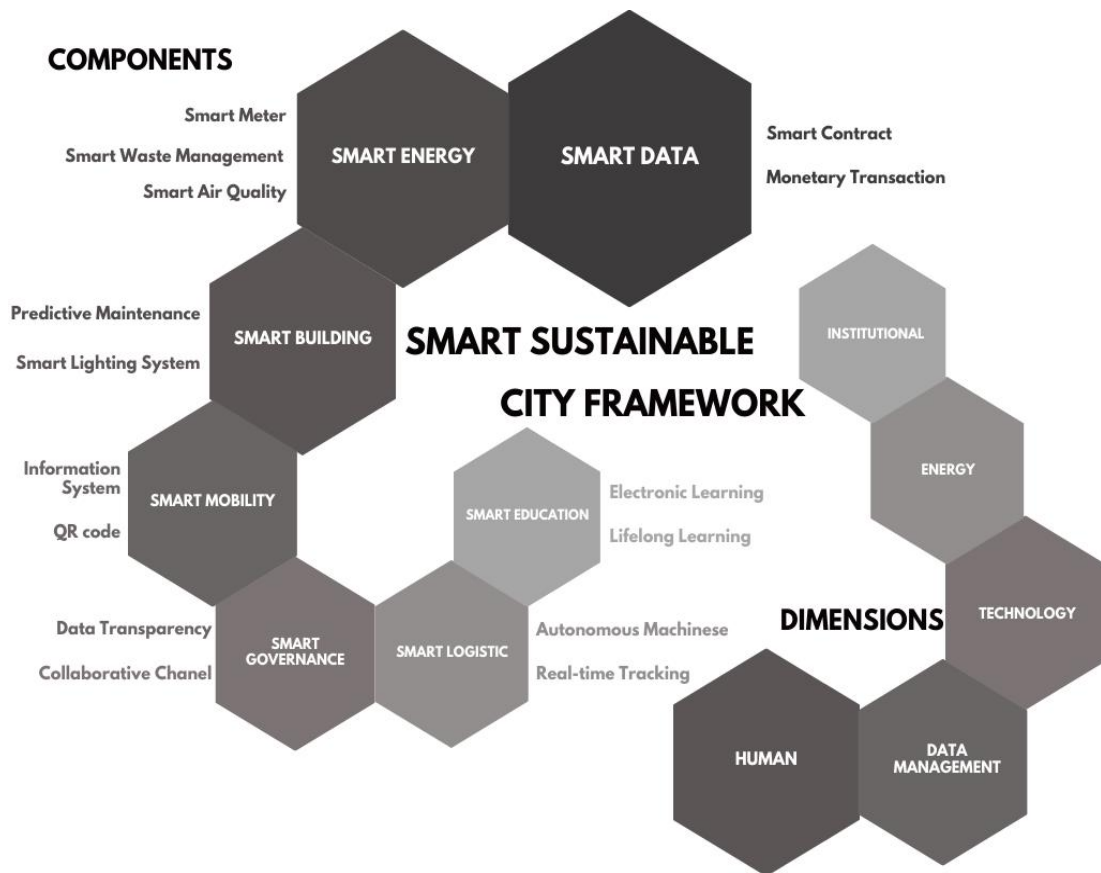 COMPONENTS
Smart Meter
Smart Waste Management
Smart Air Quality
SMART ENERGY
SMART DATA
Smart Contract
Monetary Transaction
Predictive Maintenance
Smart Lighting System
SMART BUILDING
SMART SUSTAINABLE
CITY FRAMEWORK
Information
System
QR code
SMART MOBILITY
SMART EDUCATION
Electronic Learning
Lifelong Learning
Data Transparency
Collaborative Chanel
SMART
GOVERNANCE
SMART LOGISTIC
Autonomous Machinese
Real-time Tracking
INSTITUTIONAL
ENERGY
DIMENSIONS
TECHNOLOGY
HUMAN
DATA
MANAGEMENT